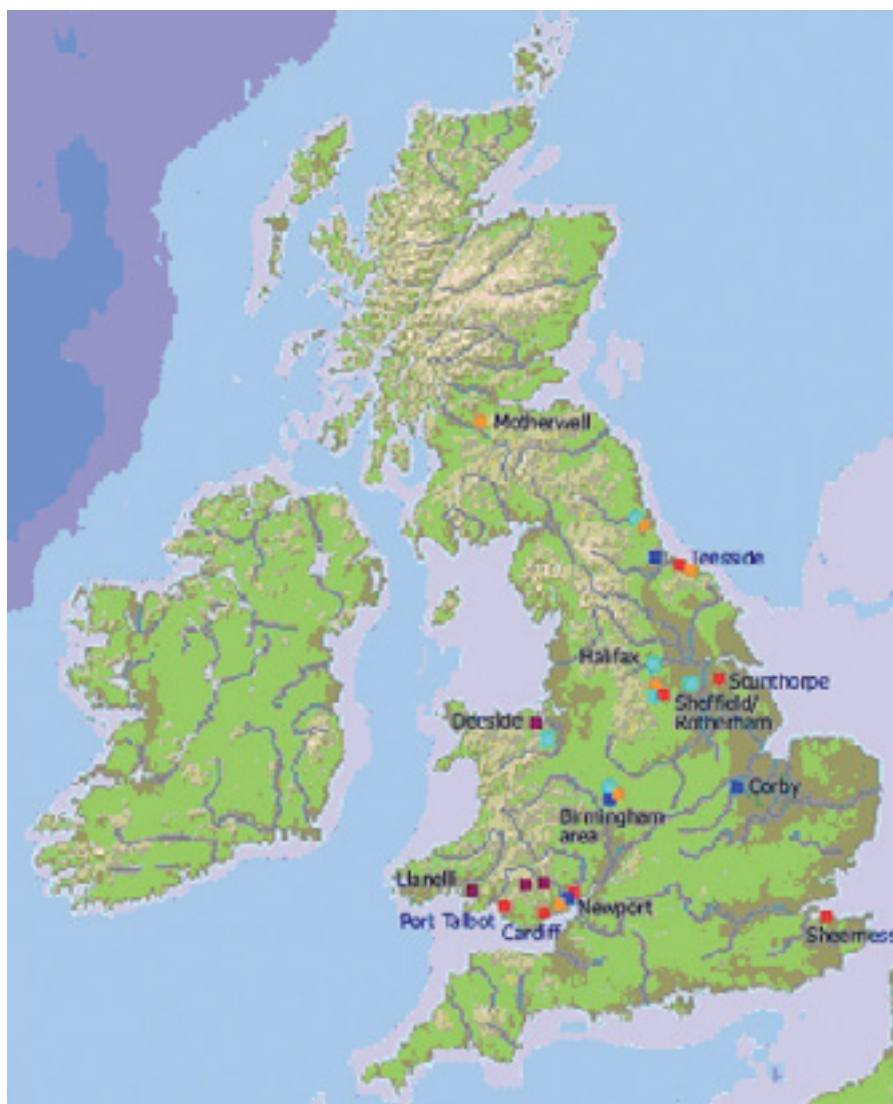 Motherwell
Teesside
Halifax
Scunthorpe
Sheffield/
Rotherham
Deeside
Corby
Birmingham
area
Llanelli
Newport
Port Talbot
Cardiff
Sheerness